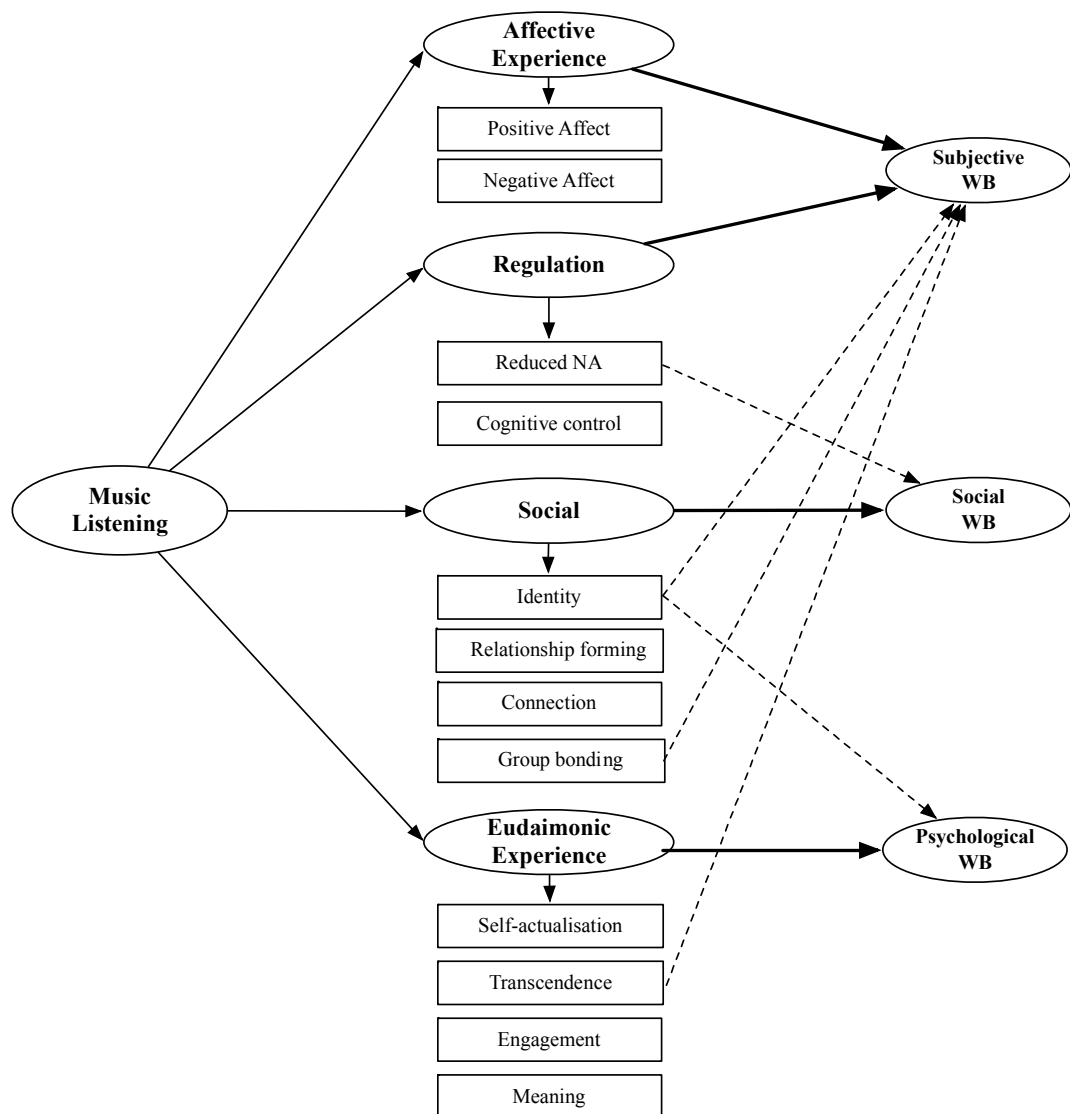 Affective
Experience
Positive Affect
Negative Affect
Subjective
WB
Regulation
Reduced NA
Cognitive control
Music
Listening
Social
Social
WB
Identity
Relationship forming
Connection
Group bonding
Eudaimonic
Experience
Psychological
WB
Self-actualisation
Transcendence
Engagement
Meaning